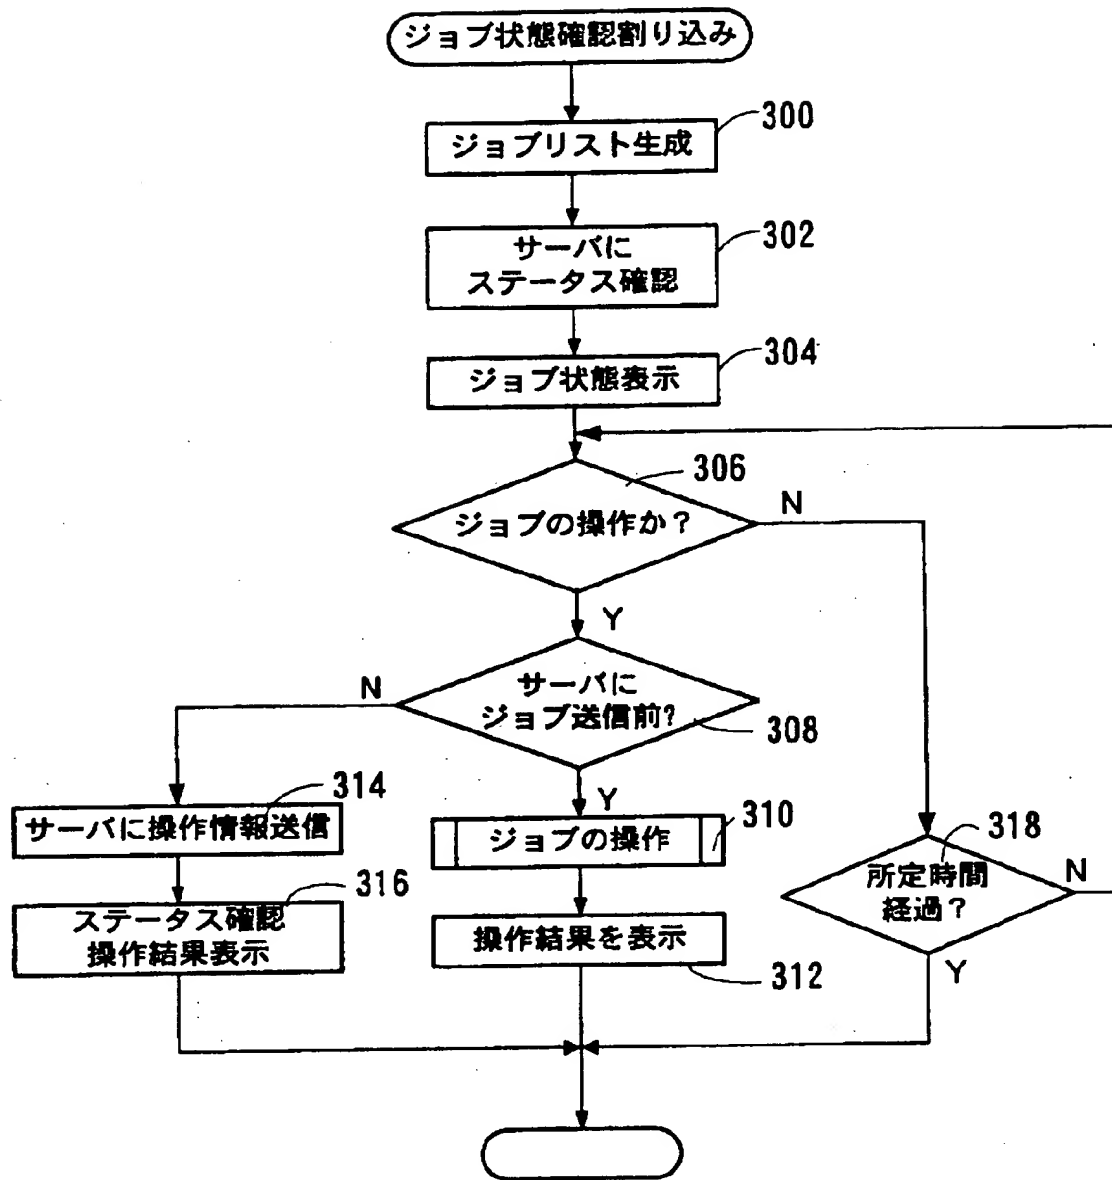 ジョブ状態確認割り込み
300
ジョブリスト生成
302
サーバに
ステータス確認
304
ジョブ状態表示
306
ジョブの操作か？
N
Y
サーバに
ジョブ送信前?
N
308
Y
314
サーバに操作情報送信
310
ジョブの操作
318
所定時間
経過？
N
Y
316
ステータス確認
操作結果表示
操作結果を表示
312